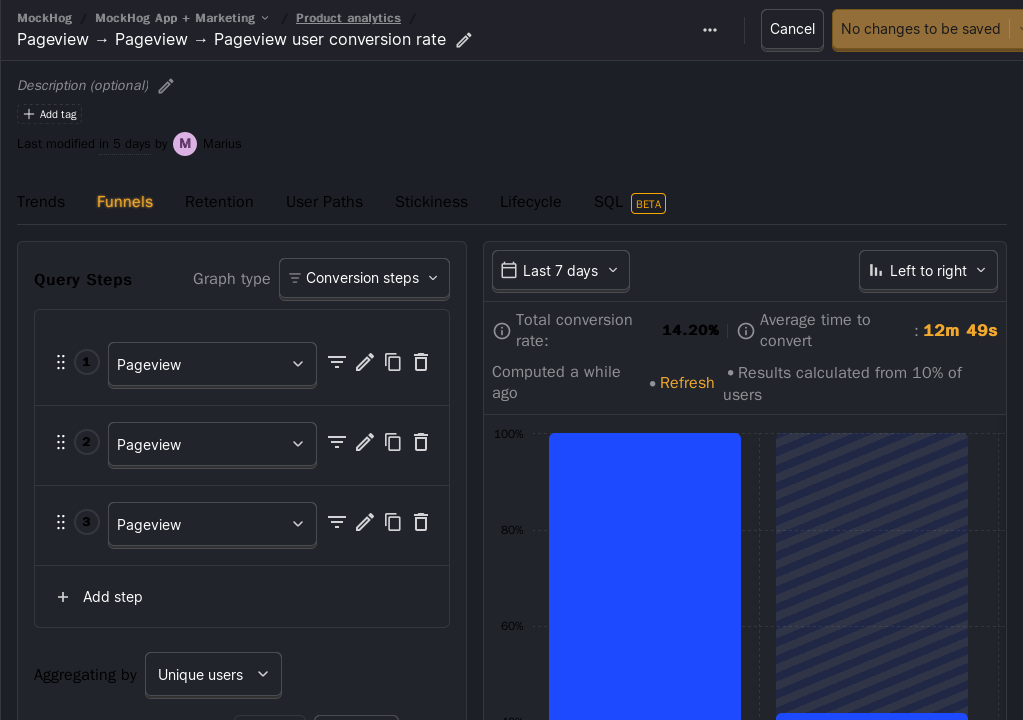 MockHog / MockHog App + Marketing / Product analytics /
Pageview → Pageview → Pageview user conversion rate
Cancel
No changes to be saved
Description (optional)
+ Add tag
Last modified in 5 days by M Marius
Trends Funnels Retention User Paths Stickiness Lifecycle SQL BETA
Query Steps
Graph type
Conversion steps
1 Pageview
2 Pageview
3 Pageview
+ Add step
Aggregating by Unique users
Last 7 days
Left to right
Total conversion
rate:
14.20%
Average time to
convert
: 12m 49s
Computed a while
ago
• Refresh
• Results calculated from 10% of
users
100%
80%
60%